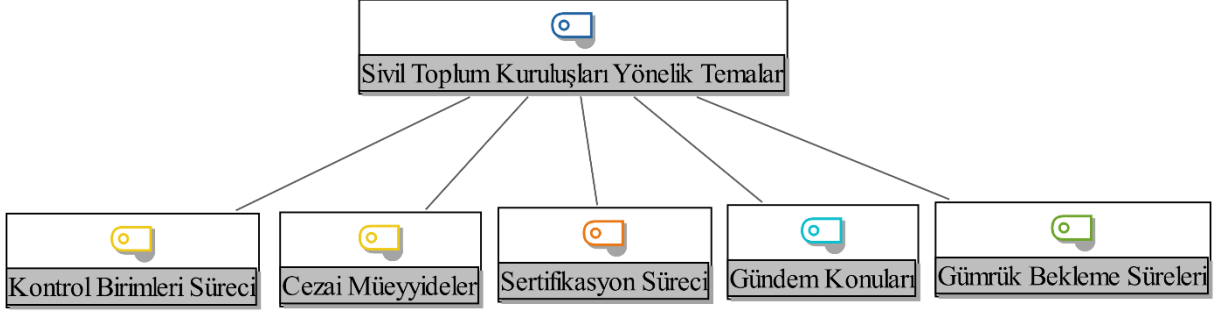 Sivil Toplum Kuruluşları Yönelik Temalar
Kontrol Birimleri Süreci
Cezai Müeyyideler
Sertifikasyon Süreci
Gündem Konuları
Gümrük Bekleme Süreleri